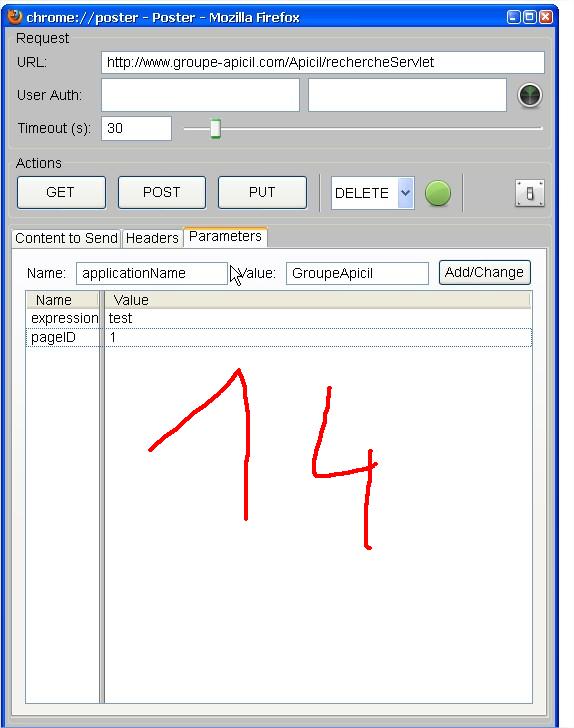 chrome://poster - Poster - Mozilla Firefox
Request
URL: http://www.groupe-apicil.com/Apicil/rechercheServlet
User Auth:
Timeout (s): 30
Actions
GET POST PUT DELETE
Content to Send Headers Parameters
Name: applicationName Value: GroupeApicil Add/Change
Name Value
expression test
pageID 1
14